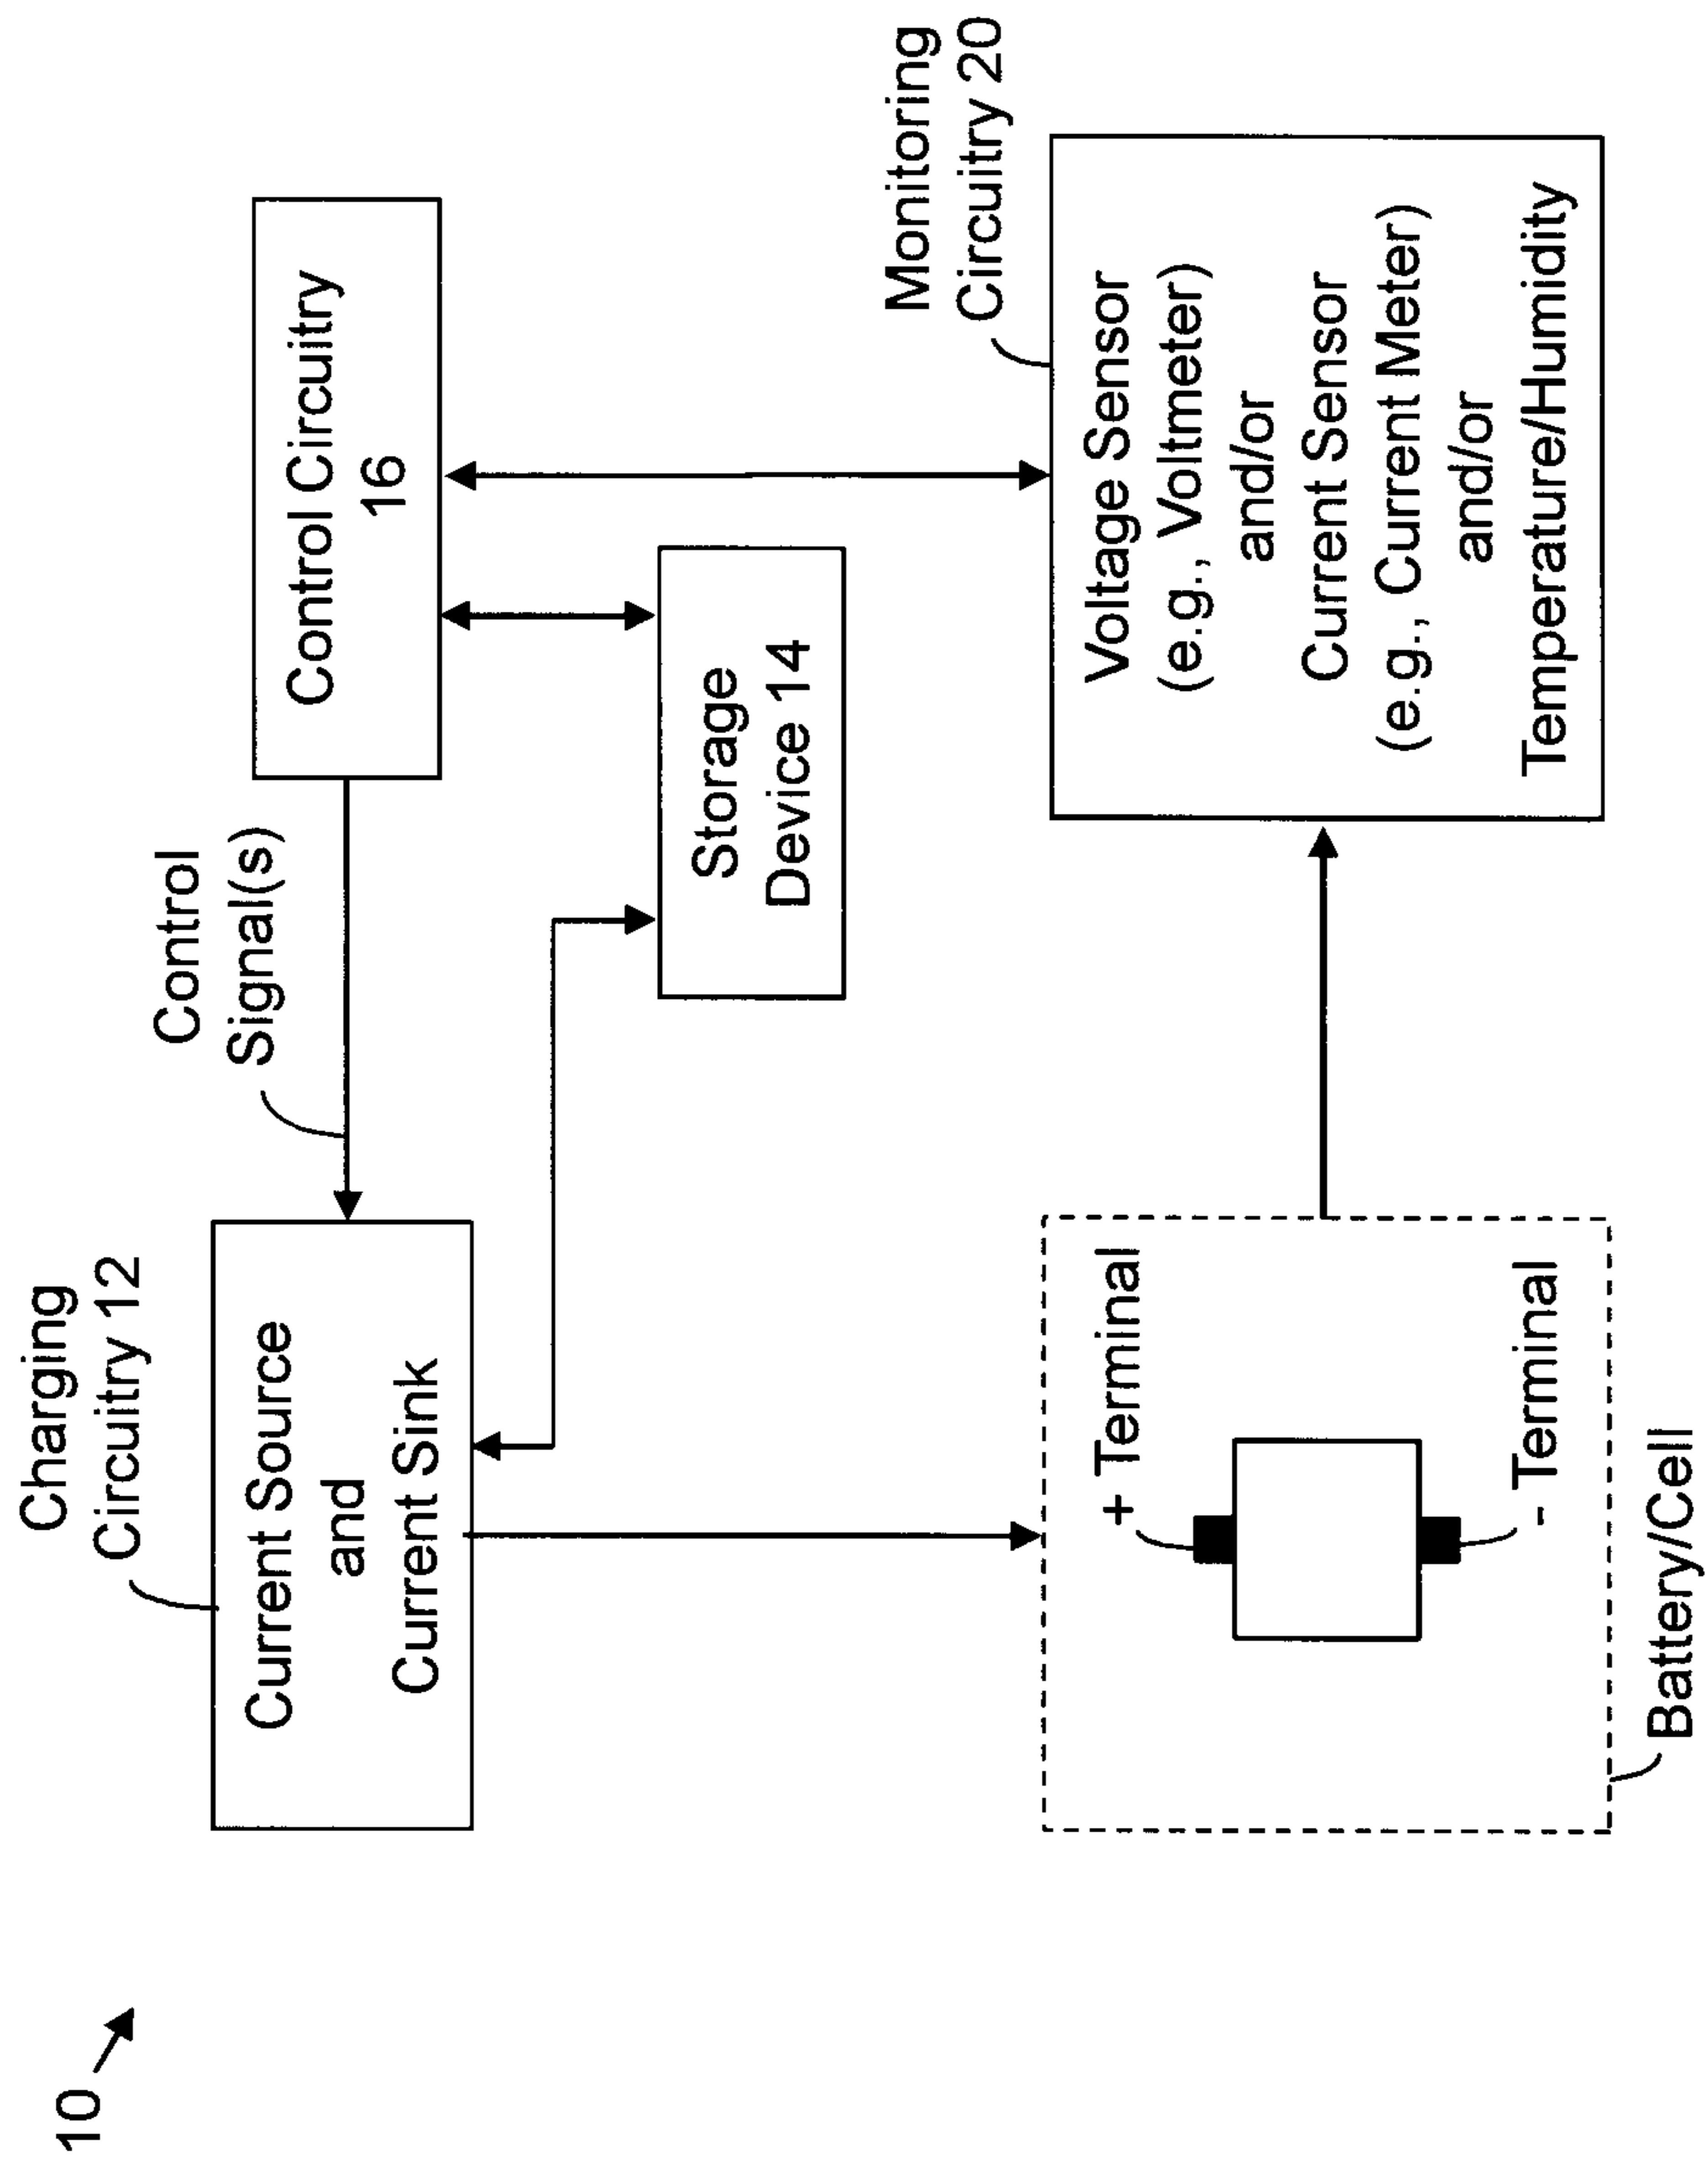 10
Charging
Circuitry 12
Current Source
and
Current Sink
Control
Signal(s)
Control Circuitry
16
Storage
Device 14
Monitoring
Circuitry 20
Voltage Sensor
(e.g., Voltmeter)
and/or
Current Sensor
(e.g., Current Meter)
and/or
Temperature/Humidity
+ Terminal
- Terminal
Battery/Cell